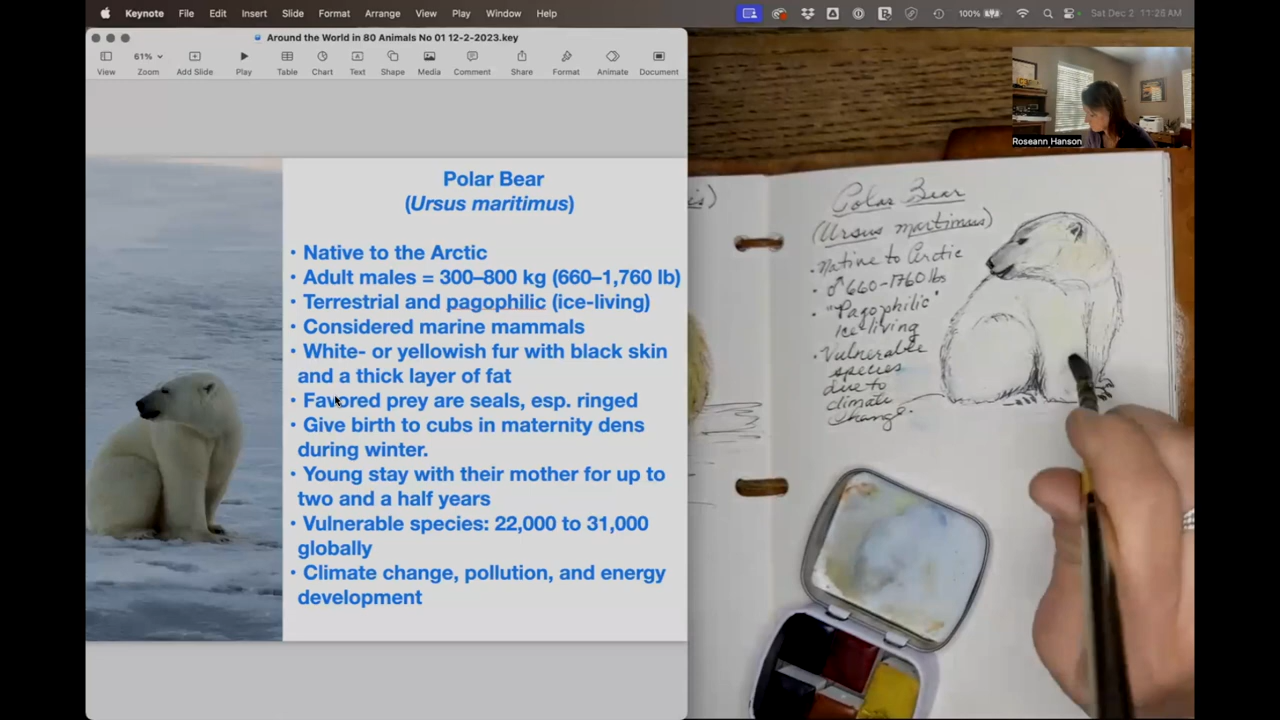 Keynote File Edit Insert Slide Format Arrange View Play Window Help
100% Sat Dec 2 11:26 AM
Around the World in 80 Animals No 01 12-2-2023.key
61%
View Zoom Add Slide Play Table Chart Text Media Shape Comment Share Format Animate Document
Polar Bear
(Ursus maritimus)
• Native to the Arctic
• Adult males = 300–800 kg (660–1,760 lb)
• Terrestrial and pagophilic (ice-living)
• Considered marine mammals
• White- or yellowish fur with black skin
and a thick layer of fat
• Favored prey are seals, esp. ringed
• Give birth to cubs in maternity dens
during winter.
• Young stay with their mother for up to
two and a half years
• Vulnerable species: 22,000 to 31,000
globally
• Climate change, pollution, and energy
development
Roseann Hanson
Polar Bear
(Ursus martimus)
• Native to Arctic
• ♂ 660-1760 lbs
• "Pagophilic"
ice-living
• Vulnerable
species
due to
climate
change.